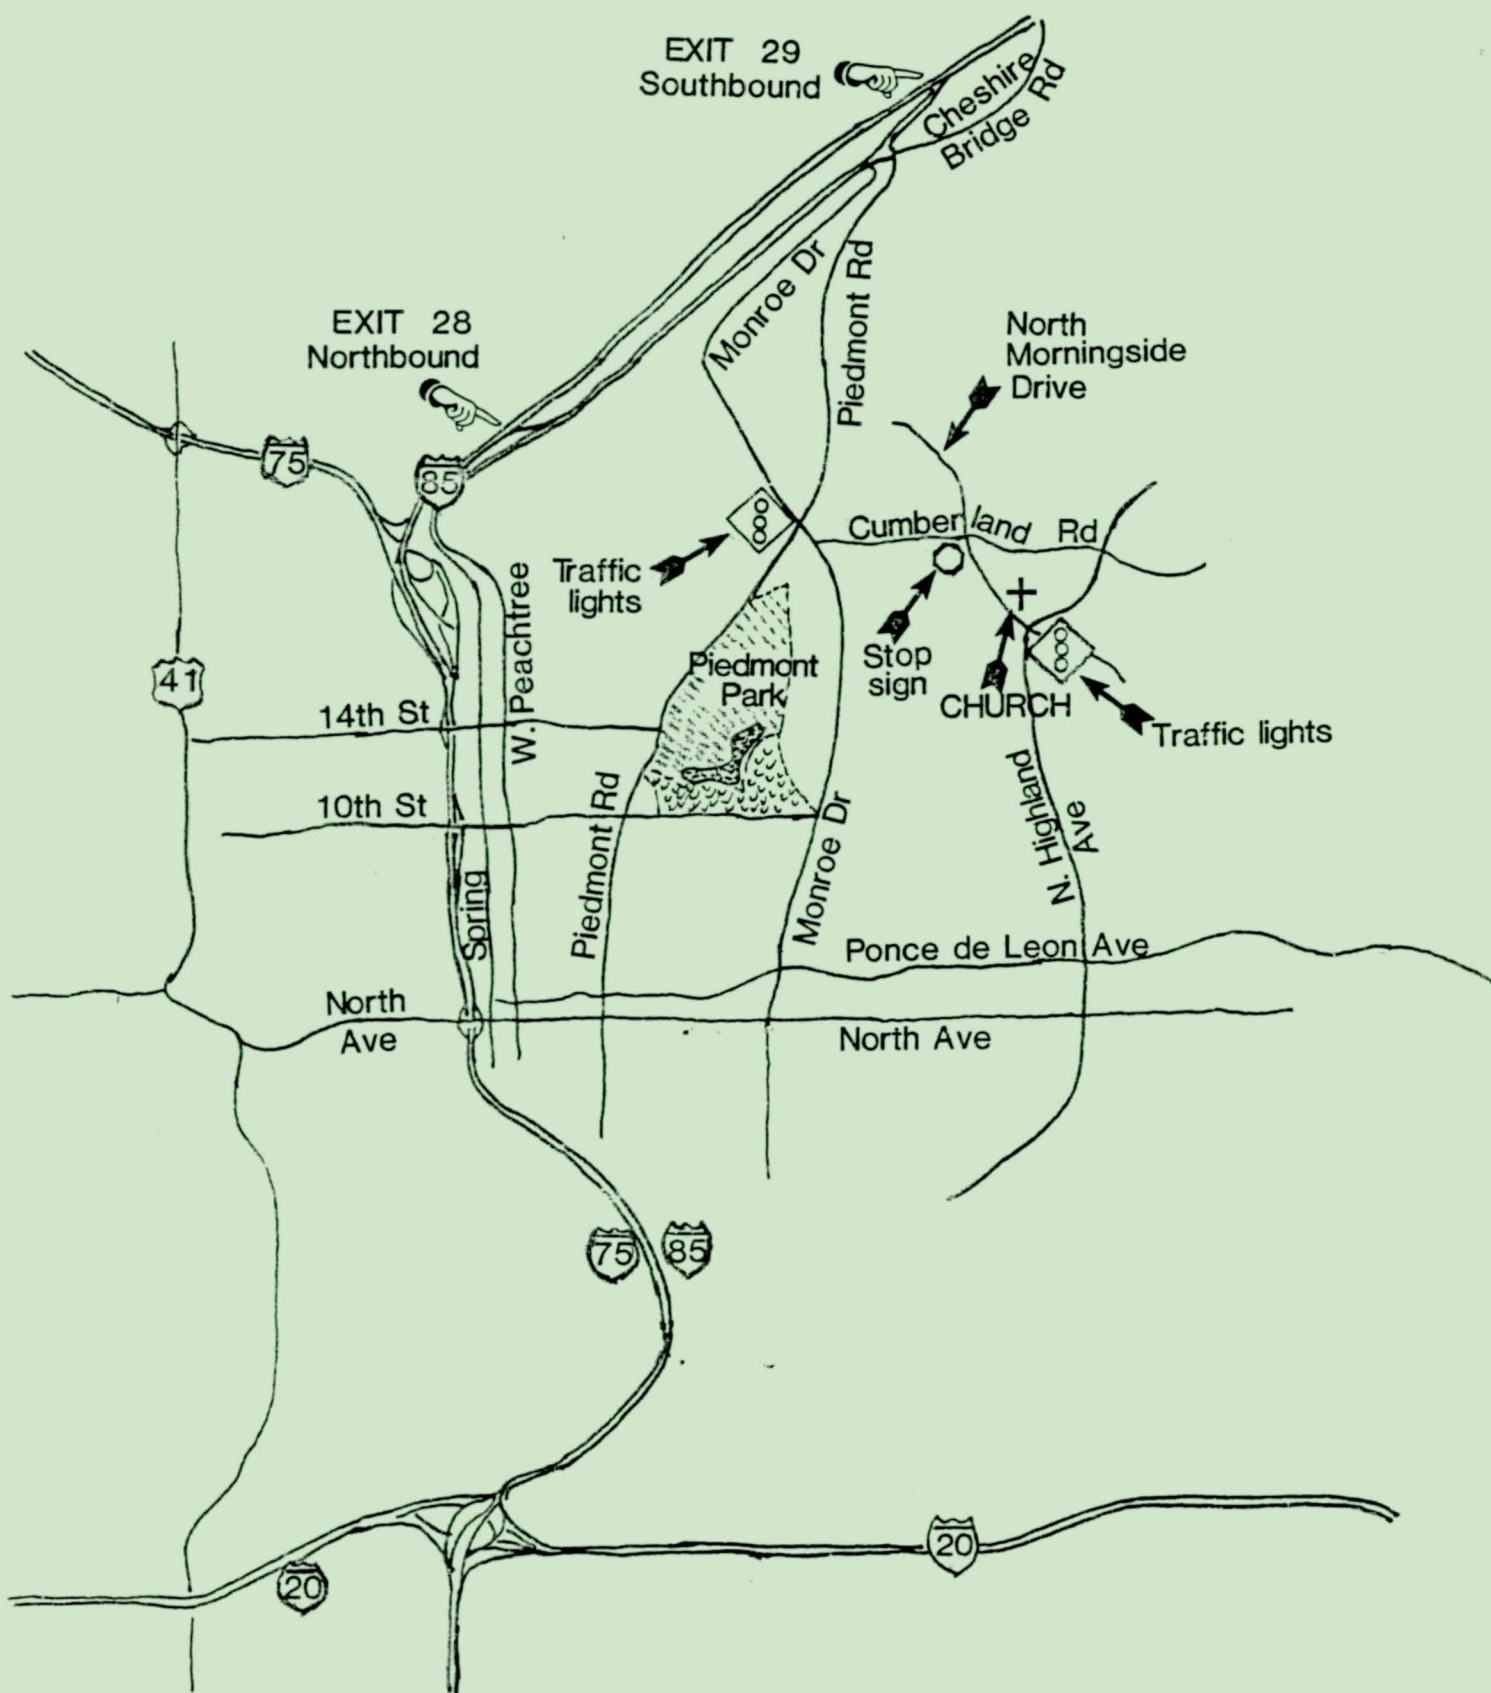 EXIT 29
Southbound
Cheshire
Bridge Rd
Monroe Dr
Piedmont Rd
EXIT 28
Northbound
North
Morningside
Drive
75
85
Cumberland Rd
Traffic
lights
W. Peachtree
Piedmont
Park
Stop
sign
CHURCH
Traffic lights
41
14th St
10th St
Piedmont Rd
Monroe Dr
N. Highland
Ave
Spring
Ponce de Leon Ave
North
Ave
North Ave
75
85
20
20